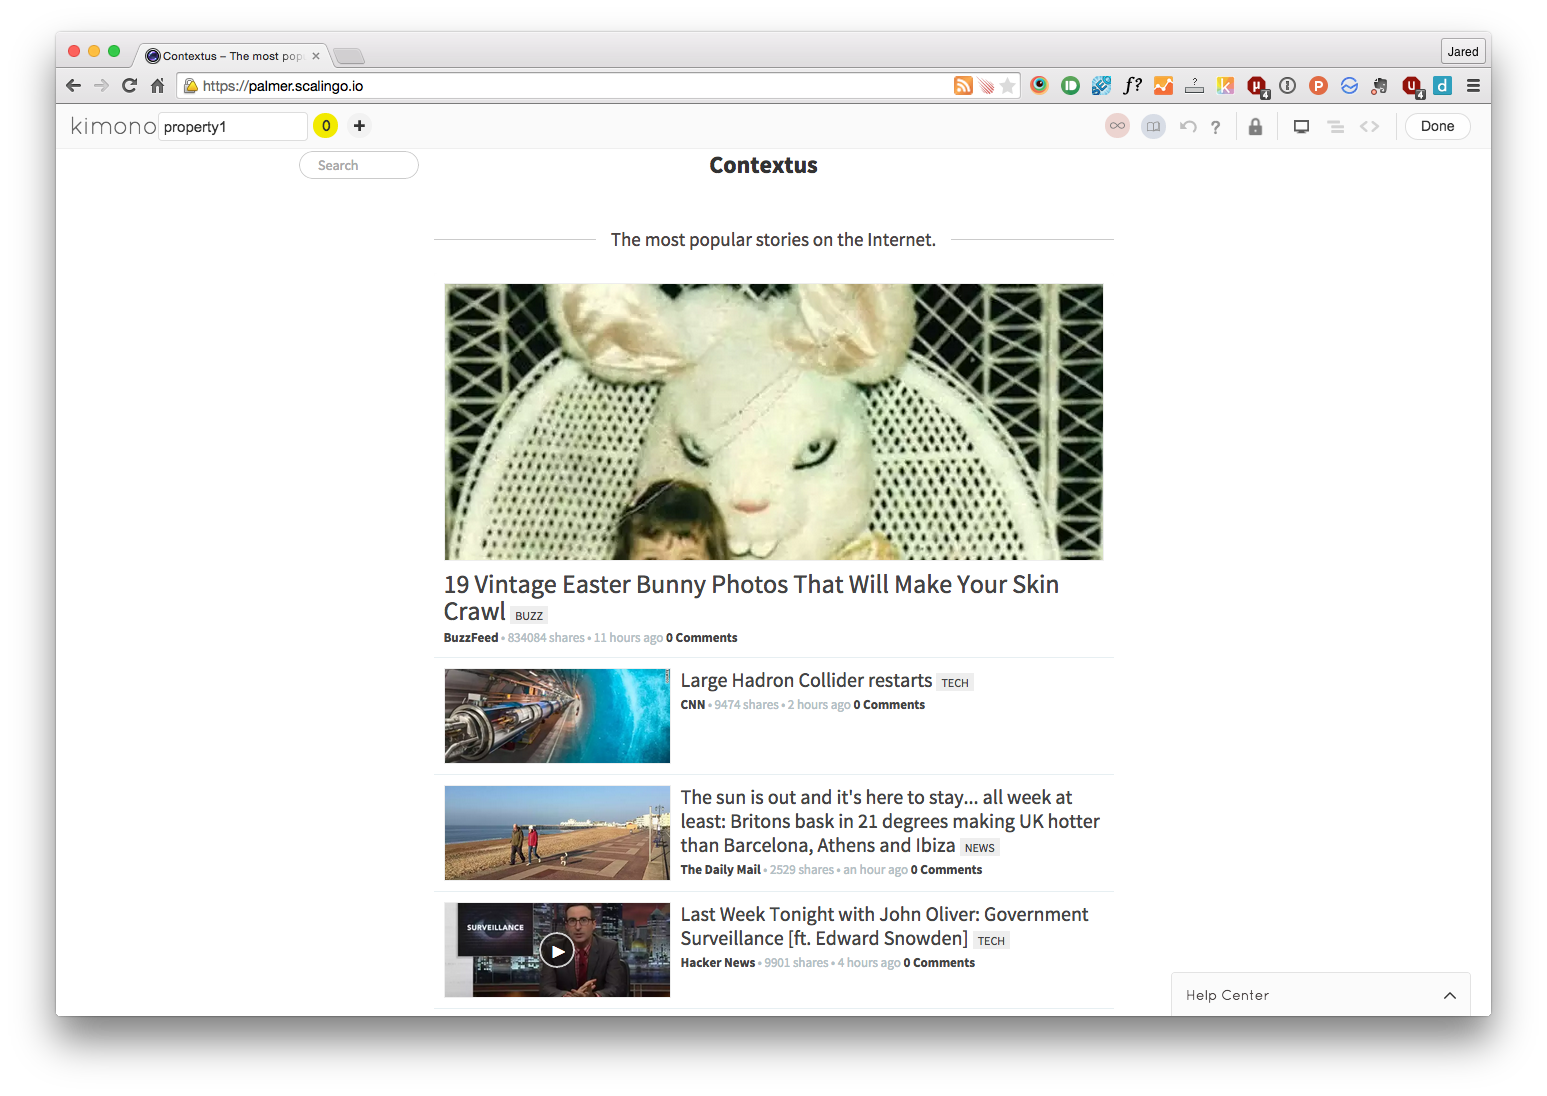 Contextus – The most pop
Jared
https://palmer.scalingo.io
kimono property1 0 +
? Done
Search
Contextus
The most popular stories on the Internet.
19 Vintage Easter Bunny Photos That Will Make Your Skin
Crawl BUZZ
BuzzFeed • 834084 shares • 11 hours ago 0 Comments
Large Hadron Collider restarts TECH
CNN • 9474 shares • 2 hours ago 0 Comments
The sun is out and it's here to stay... all week at
least: Britons bask in 21 degrees making UK hotter
than Barcelona, Athens and Ibiza NEWS
The Daily Mail • 2529 shares • an hour ago 0 Comments
SURVEILLANCE
Last Week Tonight with John Oliver: Government
Surveillance [ft. Edward Snowden] TECH
Hacker News • 9901 shares • 4 hours ago 0 Comments
Help Center